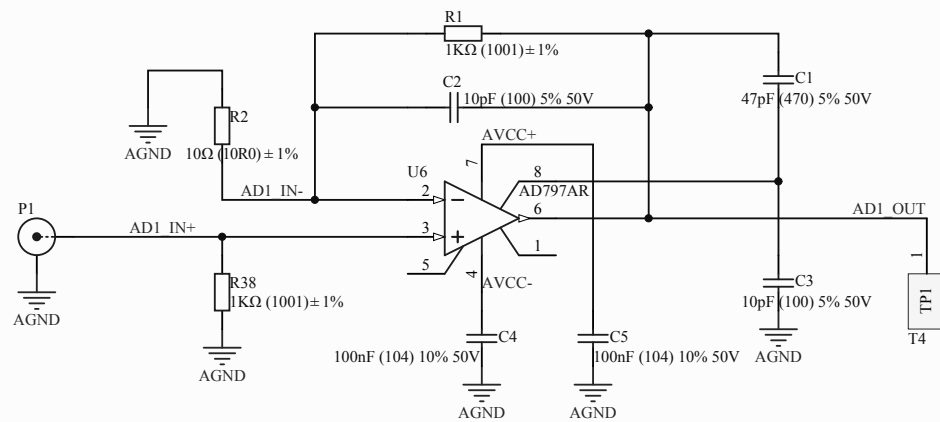 R1
1KΩ (1001) ± 1%
C2
10pF (100) 5% 50V
C1
47pF (470) 5% 50V
R2
10Ω (10R0) ± 1%
AGND
AVCC+
7
U6
8
AD797AR
AD1_IN-
2
6
P1
AD1_IN+
3
AD1_OUT
1
5
4
AVCC-
1
R38
1KΩ (1001) ± 1%
C3
10pF (100) 5% 50V
TP1
T4
AGND
AGND
C4
100nF (104) 10% 50V
C5
100nF (104) 10% 50V
AGND
AGND
AGND
AGND